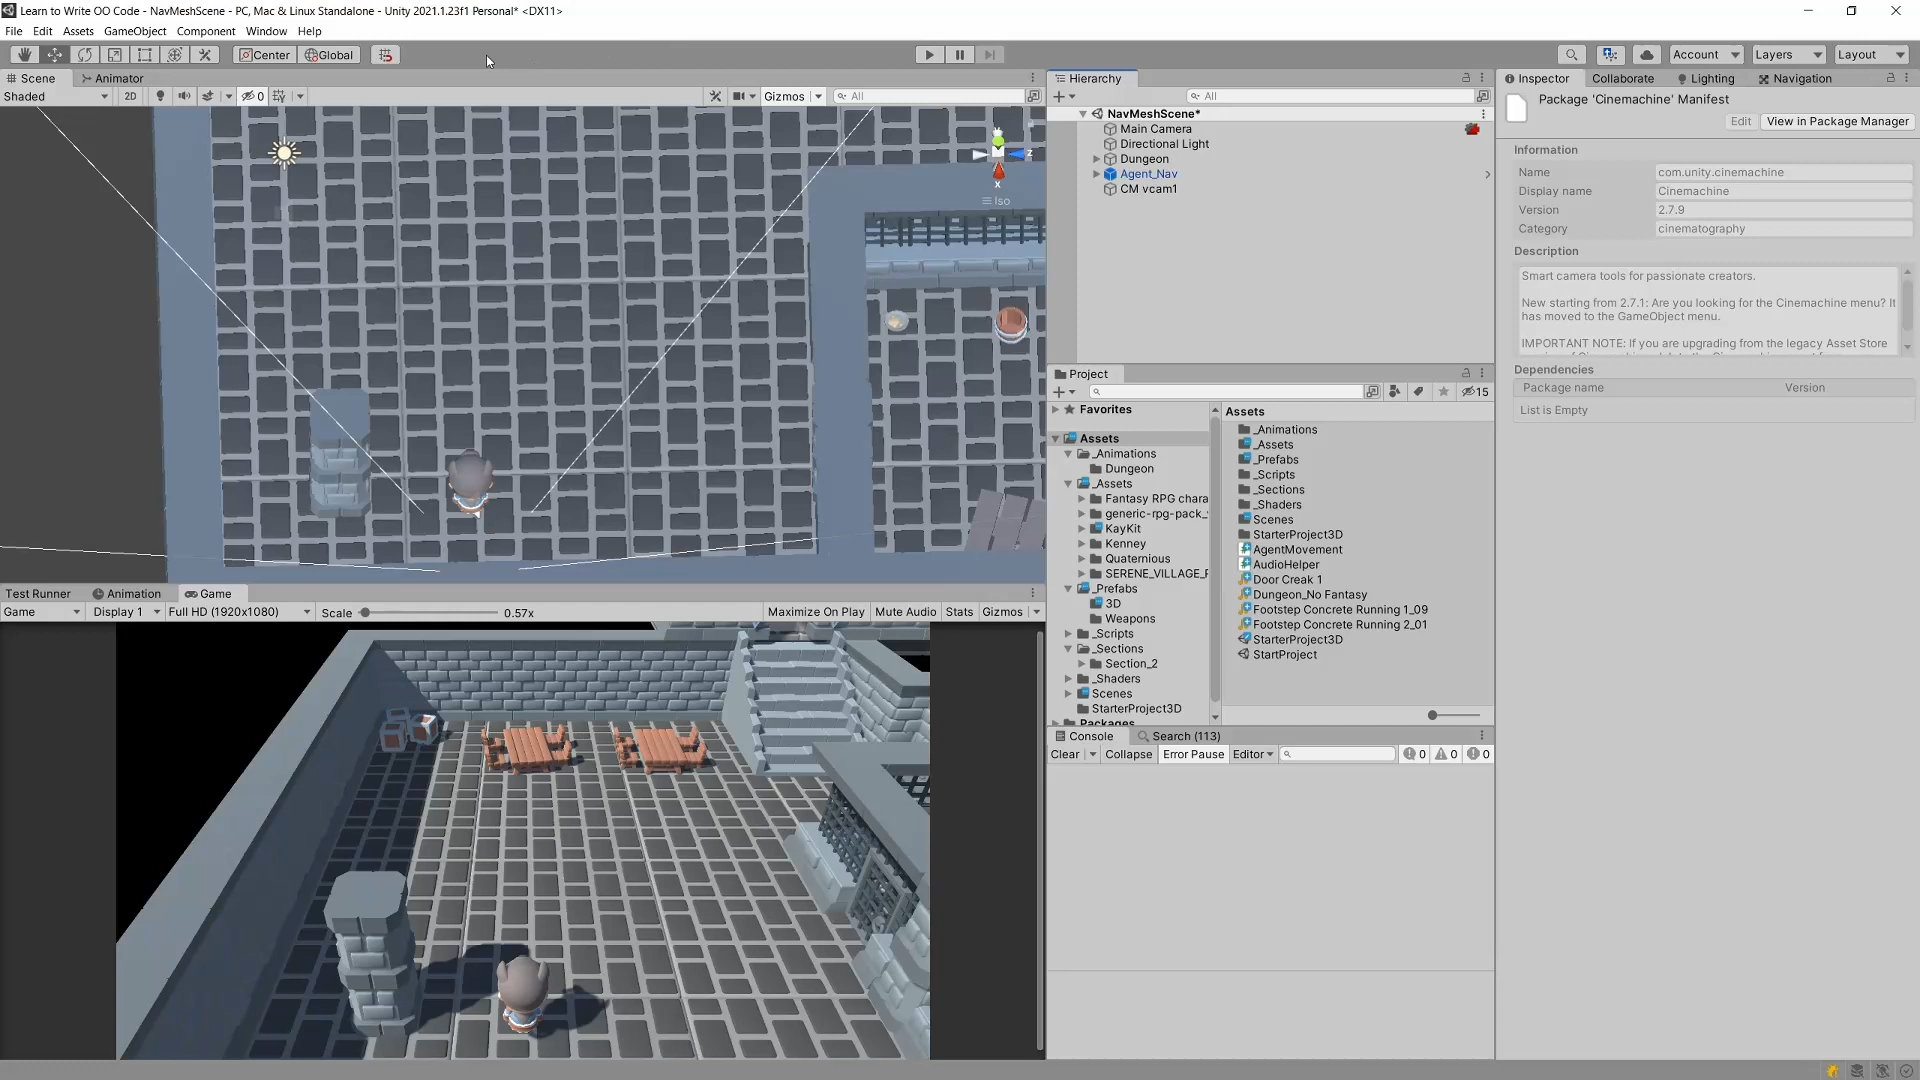 Learn to Write OO Code - NavMeshScene - PC, Mac & Linux Standalone - Unity 2021.1.23f1 Personal* <DX11>
File Edit Assets GameObject Component Window Help
Center Global Account Layers Layout
Scene Animator
Shaded 2D 0 Gizmos All
z
x
Iso
Test Runner Animation Game
Game Display 1 Full HD (1920x1080) Scale 0.57x Maximize On Play Mute Audio Stats Gizmos
Hierarchy
All
NavMeshScene*
Main Camera
Directional Light
Dungeon
Agent_Nav
CM vcam1
Project
15
Favorites
Assets
_Animations
Dungeon
_Assets
Fantasy RPG chara
generic-rpg-pack_
KayKit
Kenney
Quaternious
SERENE_VILLAGE_
_Prefabs
3D
Weapons
_Scripts
_Sections
Section_2
_Shaders
Scenes
StarterProject3D
Packages
Assets
_Animations
_Assets
_Prefabs
_Scripts
_Sections
_Shaders
Scenes
StarterProject3D
AgentMovement
AudioHelper
Door Creak 1
Dungeon_No Fantasy
Footstep Concrete Running 1_09
Footstep Concrete Running 2_01
StarterProject3D
StartProject
Console Search (113)
Clear Collapse Error Pause Editor 0 0 0
Inspector Collaborate Lighting Navigation
Package 'Cinemachine' Manifest
Edit View in Package Manager
Information
Name com.unity.cinemachine
Display name Cinemachine
Version 2.7.9
Category cinematography
Description
Smart camera tools for passionate creators.
New starting from 2.7.1: Are you looking for the Cinemachine menu? It
has moved to the GameObject menu.
IMPORTANT NOTE: If you are upgrading from the legacy Asset Store
Dependencies
Package name Version
List is Empty